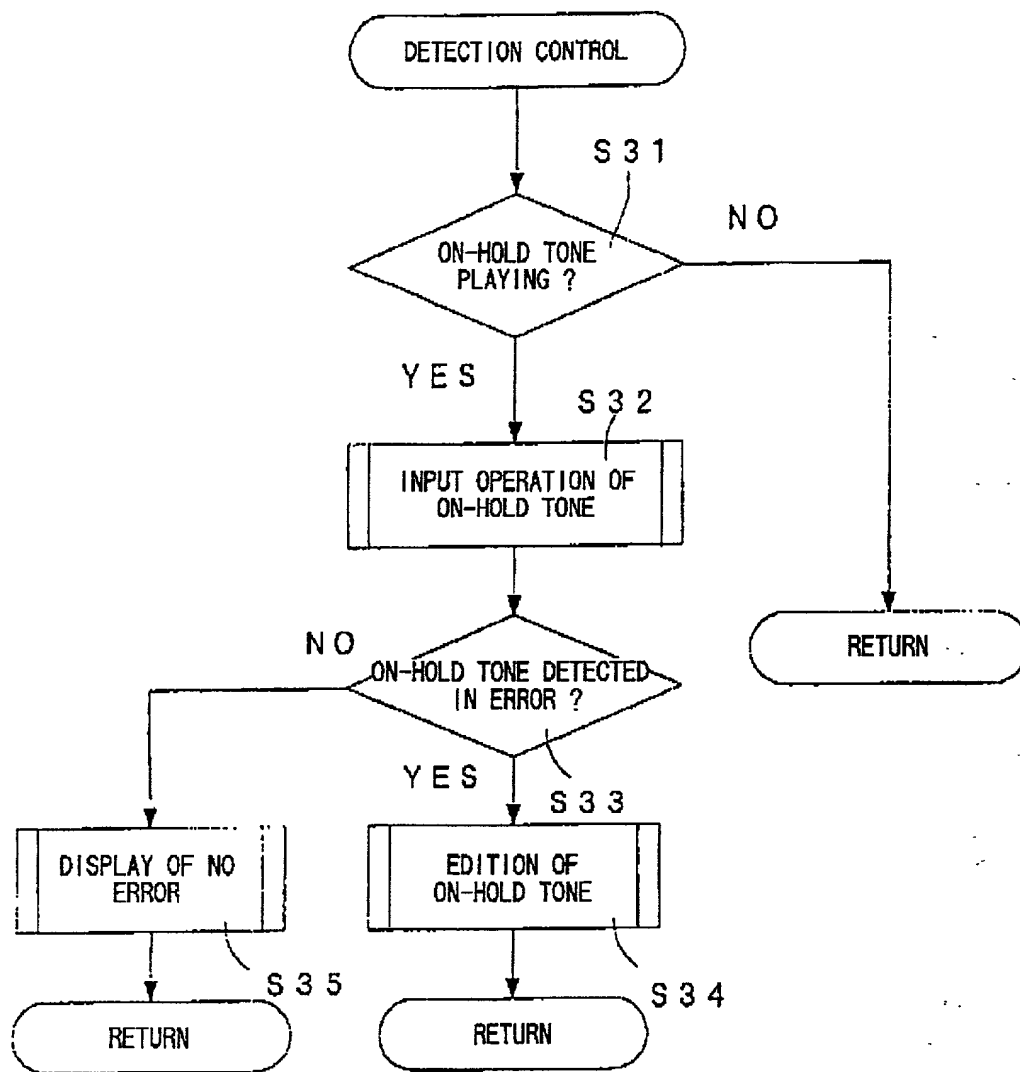 DETECTION CONTROL
S31
ON-HOLD TONE
PLAYING ?
NO
YES
S32
INPUT OPERATION OF
ON-HOLD TONE
RETURN
NO
ON-HOLD TONE DETECTED
IN ERROR ?
YES
S33
DISPLAY OF NO
ERROR
EDITION OF
ON-HOLD TONE
S35
S34
RETURN
RETURN